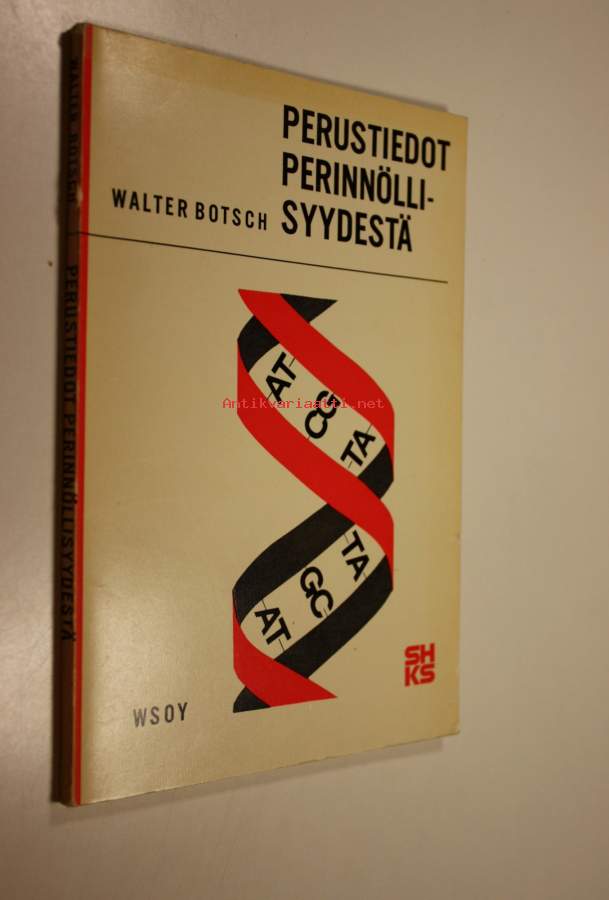 PERUSTIEDOT
PERINNÖLLI-
SYYDESTÄ
WALTER BOTSCH
AT
CG
TA
Antikvariaatti.net
TA
GC
AT
SH
KS
WSOY
WALTER BOTSCH PERUSTIEDOT PERINNÖLLISYYDESTÄ